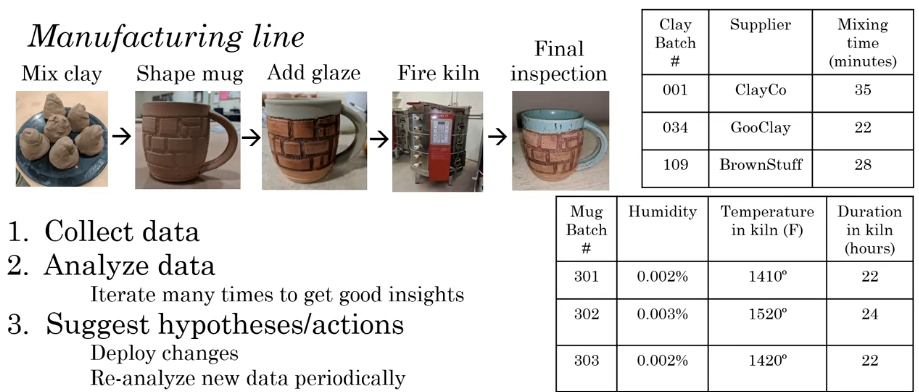 Manufacturing line
Mix clay
Shape mug
Add glaze
Fire kiln
Final
inspection
1. Collect data
2. Analyze data
Iterate many times to get good insights
3. Suggest hypotheses/actions
Deploy changes
Re-analyze new data periodically
Clay Batch # Supplier Mixing time (minutes)
001 ClayCo 35
034 GooClay 22
109 BrownStuff 28
Mug Batch # Humidity Temperature in kiln (F) Duration in kiln (hours)
301 0.002% 1410° 22
302 0.003% 1520° 24
303 0.002% 1420° 22